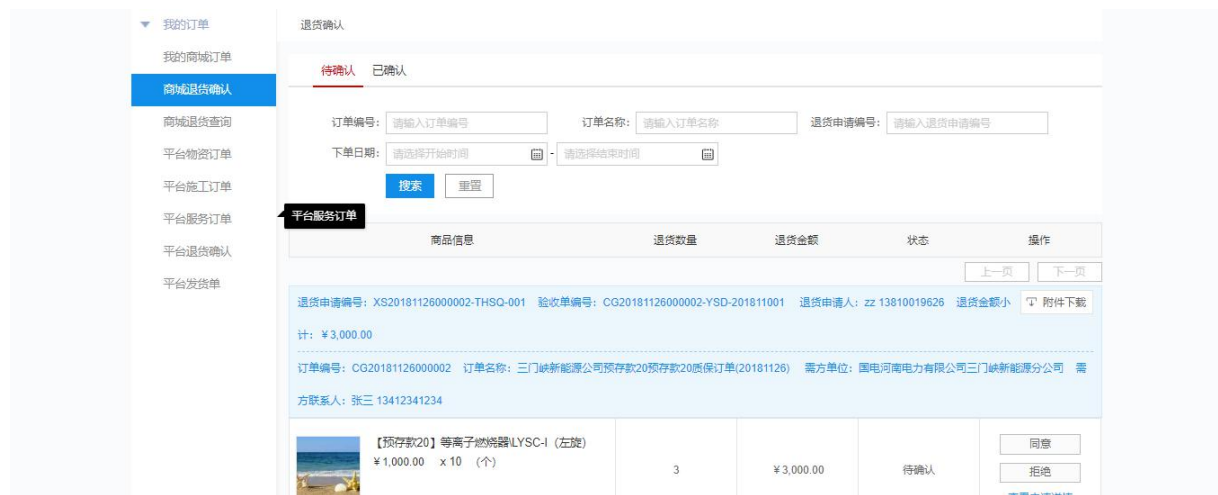 我的订单
退货确认
我的商城订单
待确认 已确认
商城退货确认
商城退货查询
订单编号： 请输入订单编号 订单名称： 请输入订单名称 退货申请编号： 请输入退货申请编号
平台物资订单
下单日期： 请选择开始时间 - 请选择结束时间
平台施工订单
搜索 重置
平台服务订单
平台服务订单
商品信息 退货数量 退货金额 状态 操作
平台退货确认
上一页 下一页
平台发货单
退货申请编号：XS20181126000002-THSQ-001 验收单编号：CG20181126000002-YSD-201811001 退货申请人：zz 13810019626 退货金额小 附件下载
计：￥3,000.00
订单编号：CG20181126000002 订单名称：三门峡新能源公司预存款20预存款20质保订单(20181126) 需方单位：国电河南电力有限公司三门峡新能源分公司 需
方联系人：张三 13412341234
【预存款20】等离子燃烧器\LYSC-I（左旋） 同意
￥1,000.00 x 10 （个）
3 ￥3,000.00 待确认 拒绝